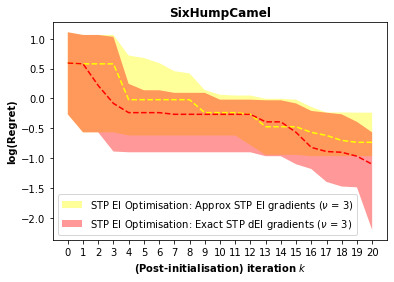 SixHumpCamel
log(Regret)
1.0
0.5
0.0
−0.5
−1.0
−1.5
−2.0
STP EI Optimisation: Approx STP EI gradients (ν = 3)
STP EI Optimisation: Exact STP dEI gradients (ν = 3)
0 1 2 3 4 5 6 7 8 9 10 11 12 13 14 15 16 17 18 19 20
(Post-initialisation) iteration k